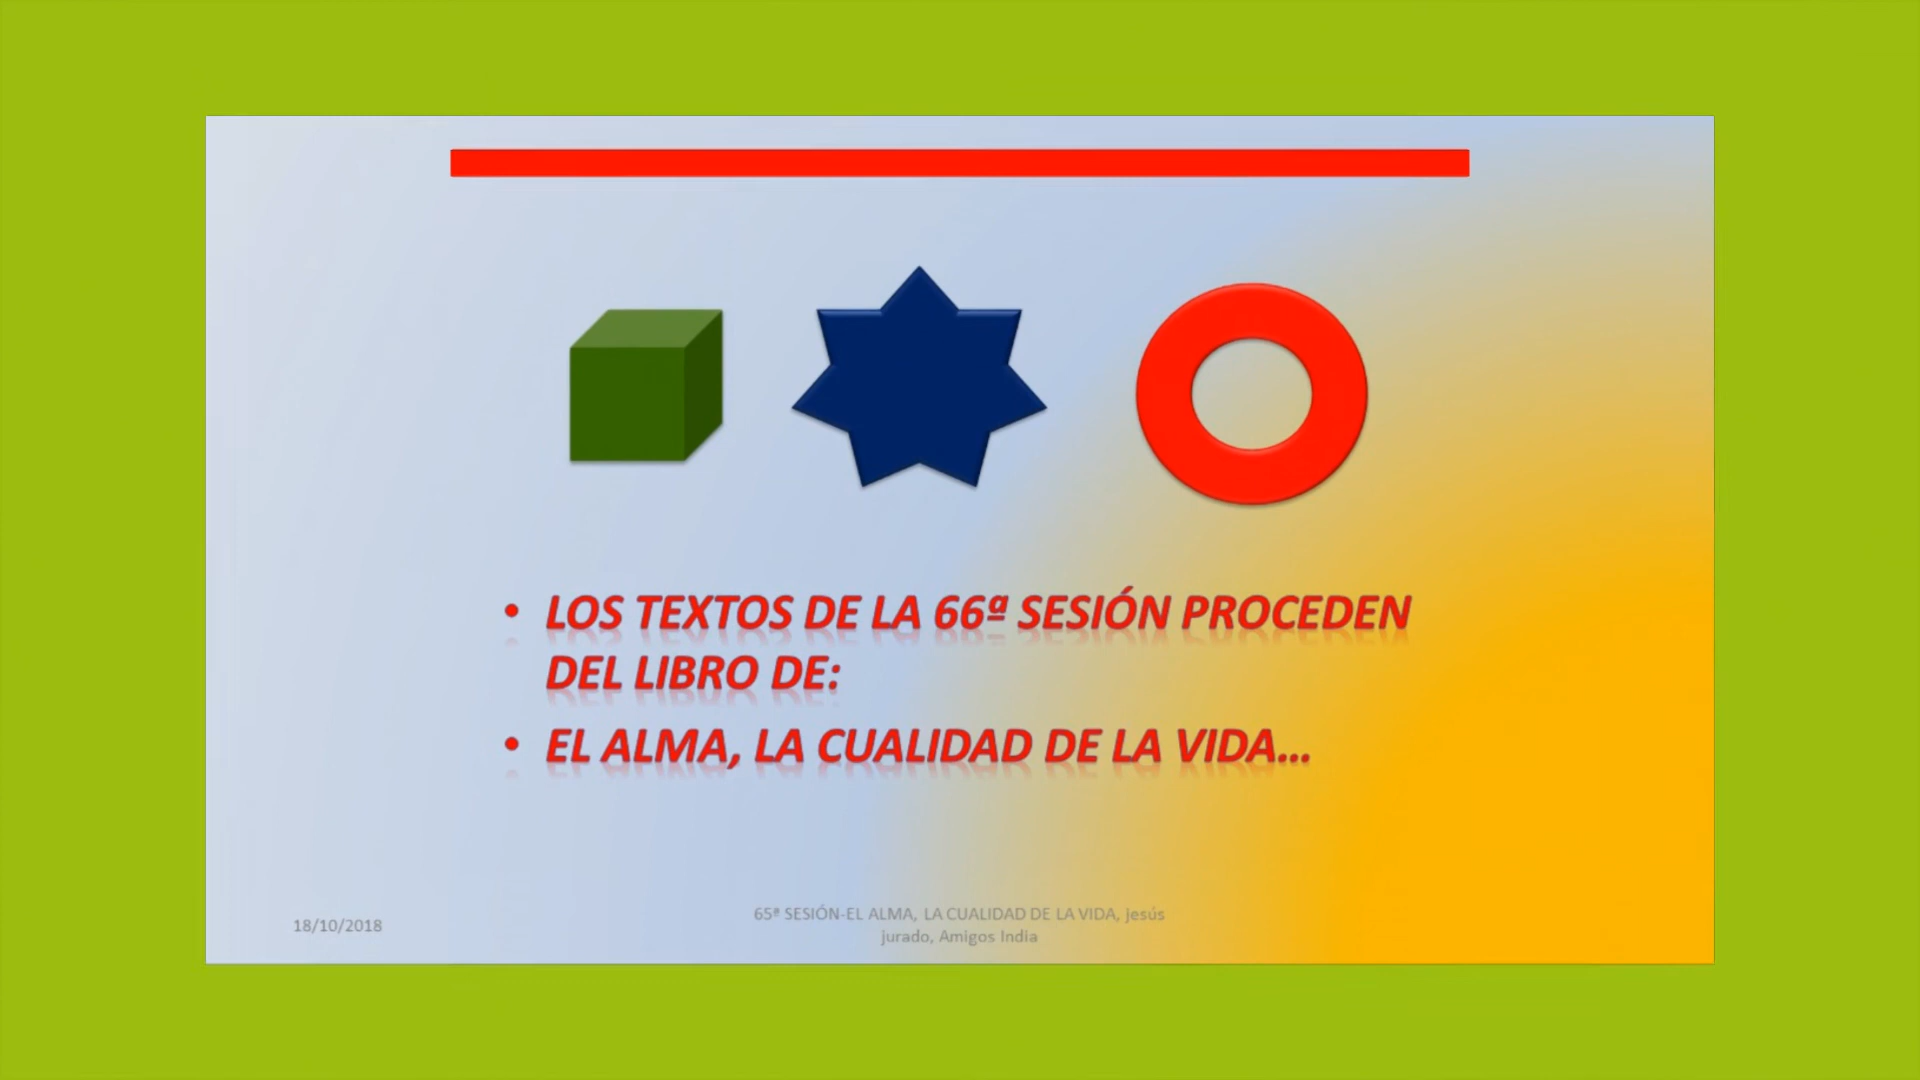 • LOS TEXTOS DE LA 66ª SESIÓN PROCEDEN
DEL LIBRO DE:
• EL ALMA, LA CUALIDAD DE LA VIDA...
18/10/2018
65ª SESIÓN-EL ALMA, LA CUALIDAD DE LA VIDA, jesús
jurado, Amigos India